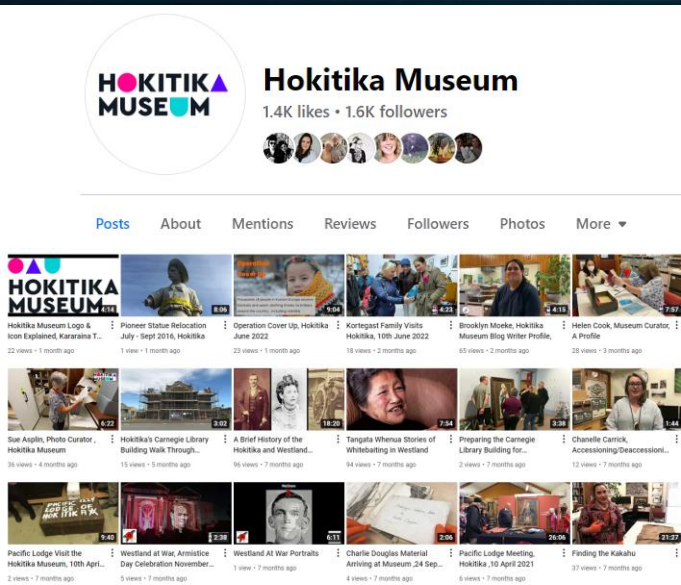 HOKITIKA
MUSEUM
Hokitika Museum
1.4K likes • 1.6K followers
Posts About Mentions Reviews Followers Photos More
HOKITIKA
MUSEUM
4:14
8:06
Operation
Cover Up
9:04
4:23
4:15
7:57
Hokitika Museum Logo &
Icon Explained, Kararaina T...
22 views • 1 month ago
Pioneer Statue Relocation
July - Sept 2016, Hokitika
1 view • 1 month ago
Operation Cover Up, Hokitika
June 2022
23 views • 1 month ago
Kortegast Family Visits
Hokitika, 10th June 2022
18 views • 2 months ago
Brooklyn Moeke, Hokitika
Museum Blog Writer Profile,
65 views • 2 months ago
Helen Cook, Museum Curator,
A Profile
28 views • 3 months ago
6:22
3:02
18:20
7:54
3:38
1:44
Sue Asplin, Photo Curator,
Hokitika Museum
36 views • 4 months ago
Hokitika's Carnegie Library
Building Walk Through...
15 views • 5 months ago
A Brief History of the
Hokitika and Westland...
96 views • 7 months ago
Tangata Whenua Stories of
Whitebaiting in Westland
94 views • 7 months ago
Preparing the Carnegie
Library Building for...
2 views • 7 months ago
Chanelle Carrick,
Accessioning/Deaccessioni...
12 views • 7 months ago
PACIFIC
LODGE OF
HOKITIKA
9:40
2:38
6:11
2:06
26:06
21:27
Pacific Lodge Visit the
Hokitika Museum, 10th Apri...
2 views • 7 months ago
Westland at War, Armistice
Day Celebration November...
5 views • 7 months ago
Westland At War Portraits
1 view • 7 months ago
Charlie Douglas Material
Arriving at Museum ,24 Sep...
4 views • 7 months ago
Pacific Lodge Meeting,
Hokitika ,10 April 2021
6 views • 7 months ago
Finding the Kakahu
37 views • 7 months ago